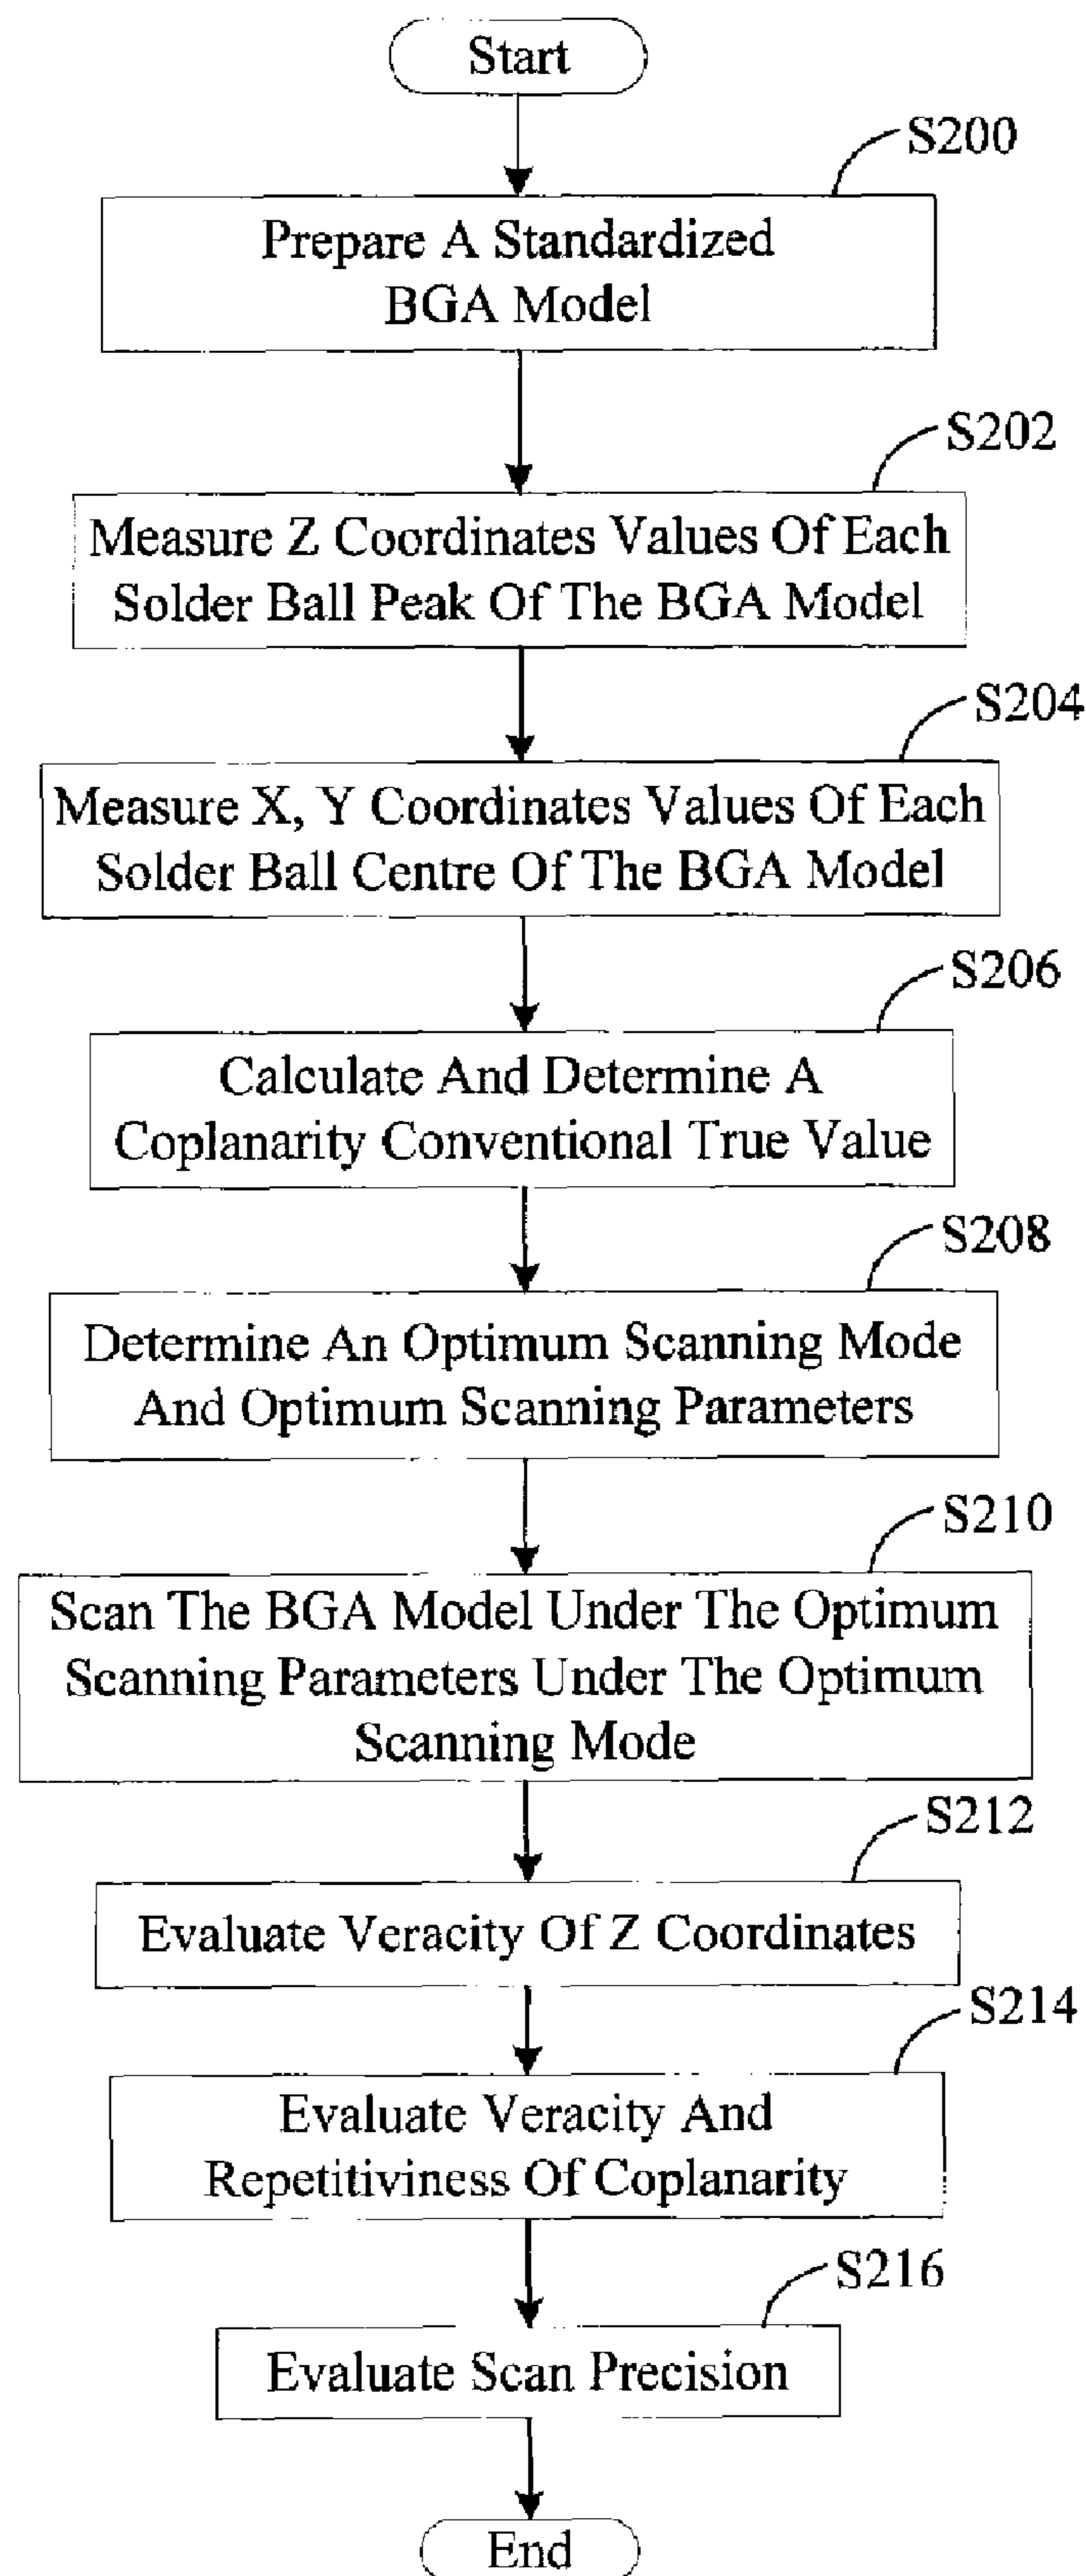 Start
S200
Prepare A Standardized
BGA Model
S202
Measure Z Coordinates Values Of Each
Solder Ball Peak Of The BGA Model
S204
Measure X, Y Coordinates Values Of Each
Solder Ball Centre Of The BGA Model
S206
Calculate And Determine A
Coplanarity Conventional True Value
S208
Determine An Optimum Scanning Mode
And Optimum Scanning Parameters
S210
Scan The BGA Model Under The Optimum
Scanning Parameters Under The Optimum
Scanning Mode
S212
Evaluate Veracity Of Z Coordinates
S214
Evaluate Veracity And
Repetitiviness Of Coplanarity
S216
Evaluate Scan Precision
End